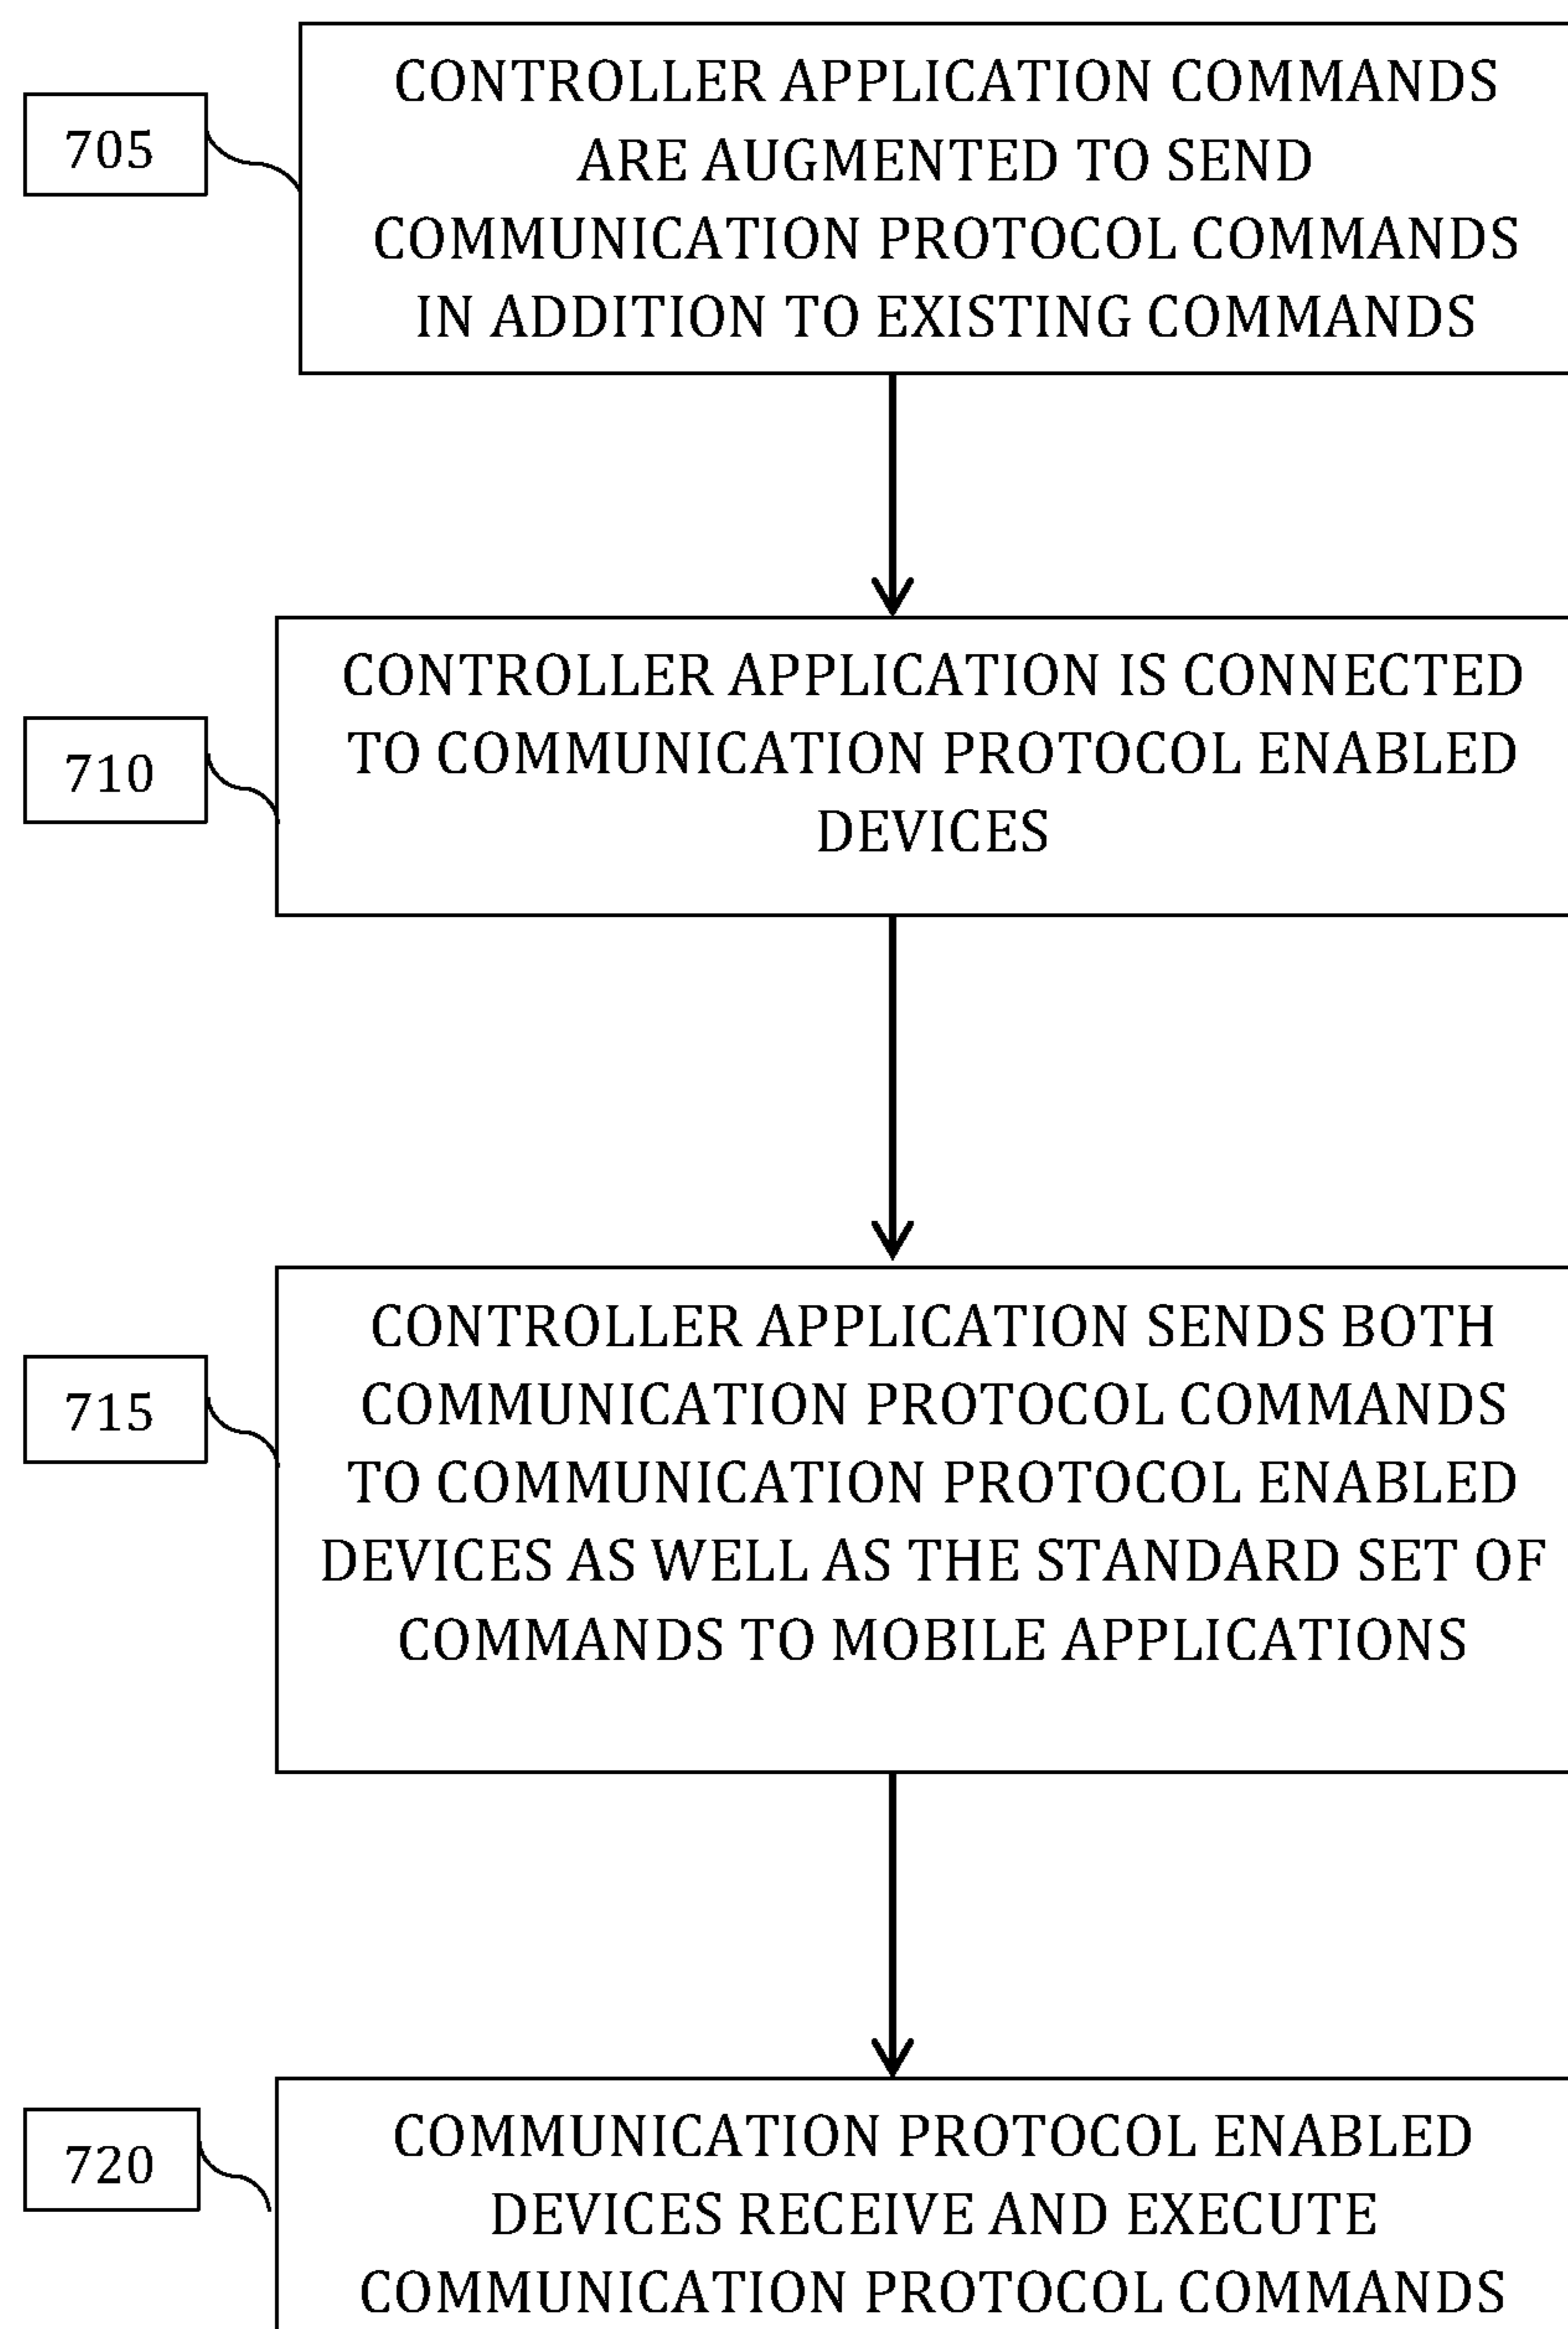 705
CONTROLLER APPLICATION COMMANDS
ARE AUGMENTED TO SEND
COMMUNICATION PROTOCOL COMMANDS
IN ADDITION TO EXISTING COMMANDS
710
CONTROLLER APPLICATION IS CONNECTED
TO COMMUNICATION PROTOCOL ENABLED
DEVICES
715
CONTROLLER APPLICATION SENDS BOTH
COMMUNICATION PROTOCOL COMMANDS
TO COMMUNICATION PROTOCOL ENABLED
DEVICES AS WELL AS THE STANDARD SET OF
COMMANDS TO MOBILE APPLICATIONS
720
COMMUNICATION PROTOCOL ENABLED
DEVICES RECEIVE AND EXECUTE
COMMUNICATION PROTOCOL COMMANDS